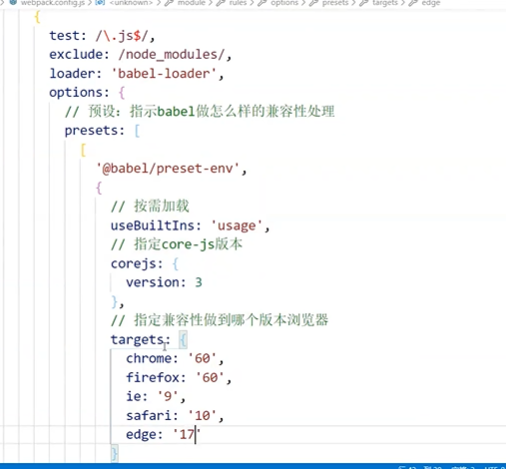 webpack.config.js > <unknown> > module > rules > options > presets > targets > edge
{
test: /\.js$/,
exclude: /node_modules/,
loader: 'babel-loader',
options: {
// 预设：指示babel做怎么样的兼容性处理
presets: [
[
'@babel/preset-env',
{
// 按需加载
useBuiltIns: 'usage',
// 指定core-js版本
corejs: {
version: 3
},
// 指定兼容性做到哪个版本浏览器
targets: {
chrome: '60',
firefox: '60',
ie: '9',
safari: '10',
edge: '17'
}